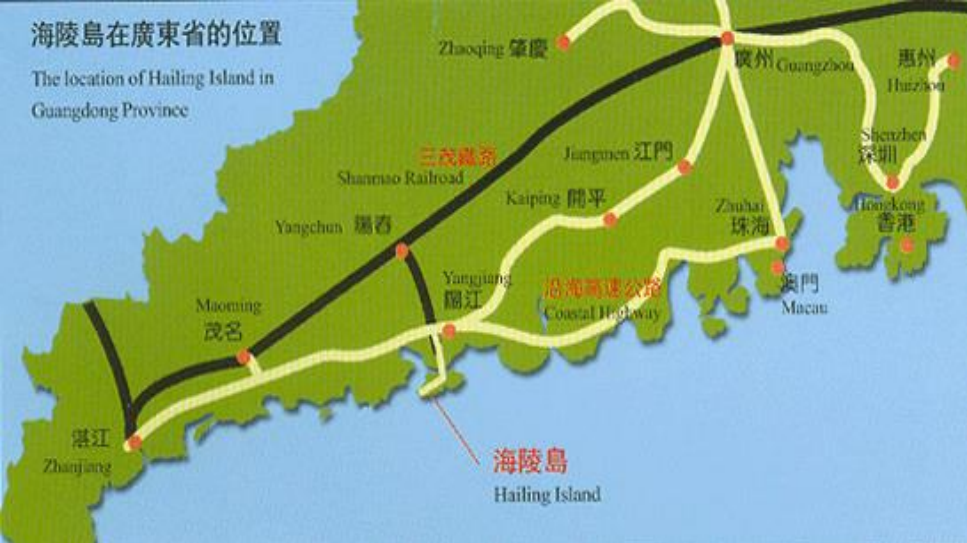 海陵島在廣東省的位置
The location of Hailing Island in
Guangdong Province
Zhaoqing 肇慶
廣州 Guangzhou
惠州
Huizhou
三茂鐵路
Shanmao Railroad
Jiangmen 江門
Shenzhen
深圳
Kaiping 開平
Zhuhai
珠海
Hongkong
香港
Yangchun 陽春
Yangjiang
陽江
沿海高速公路
Coastal Highway
澳門
Macau
Maoming
茂名
湛江
Zhanjiang
海陵島
Hailing Island